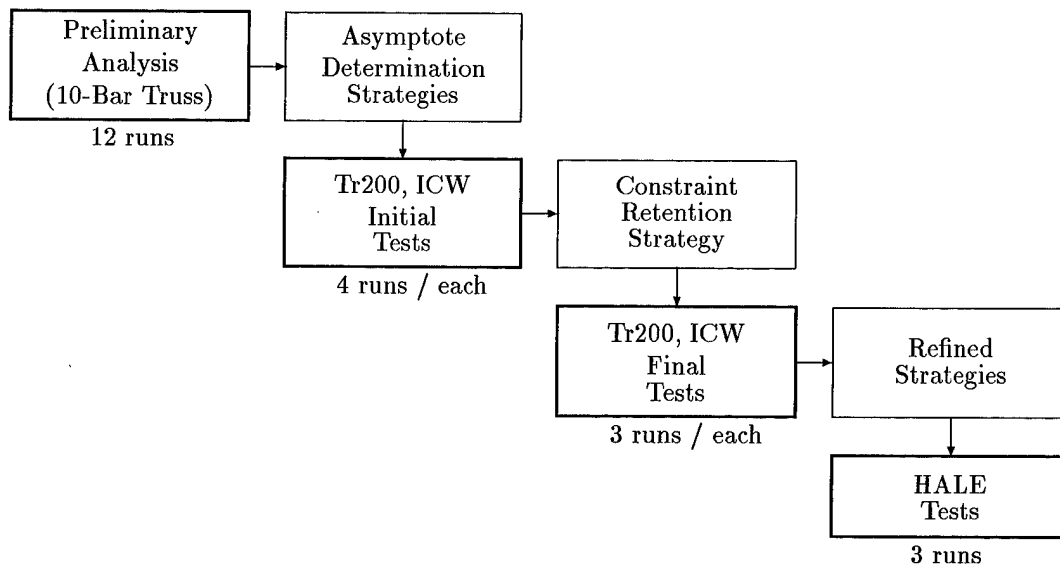 Preliminary
Analysis
(10-Bar Truss)
12 runs
Asymptote
Determination
Strategies
Tr200, ICW
Initial
Tests
4 runs / each
Constraint
Retention
Strategy
Tr200, ICW
Final
Tests
3 runs / each
Refined
Strategies
HALE
Tests
3 runs